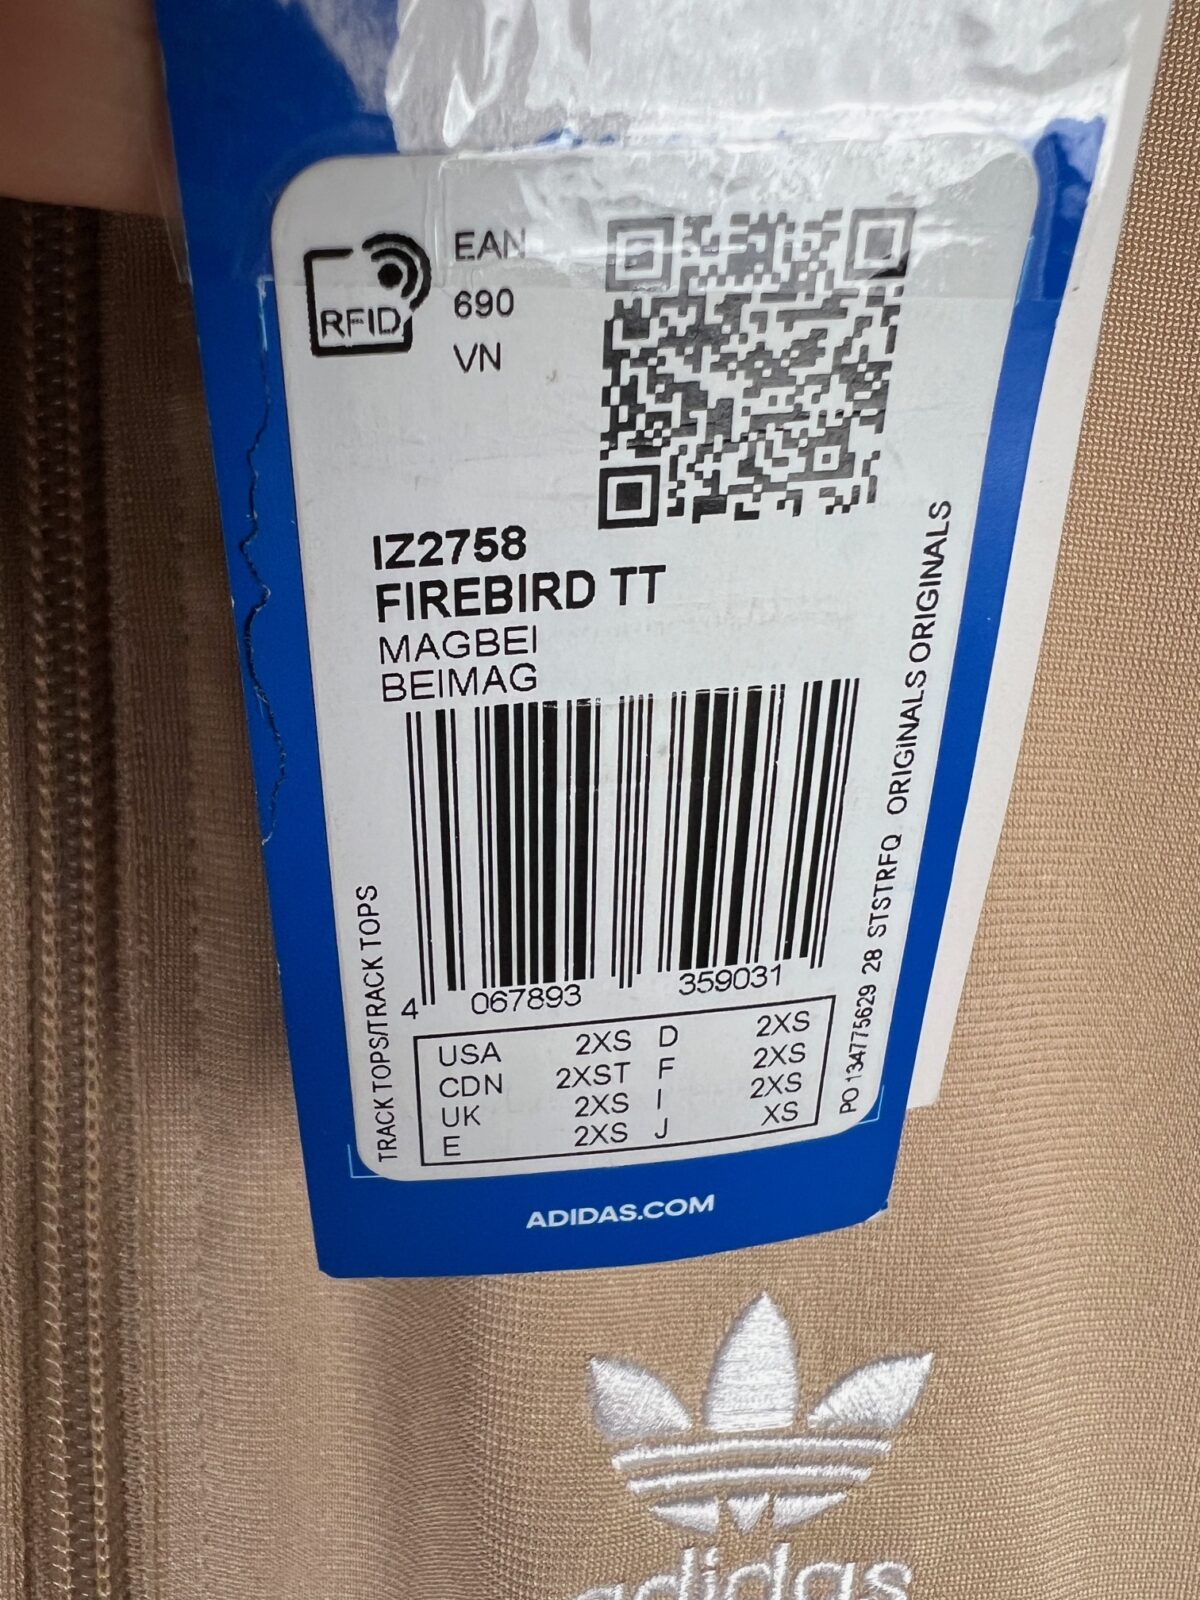 RFID
EAN
690
VN
IZ2758
FIREBIRD TT
MAGBEI
BEIMAG
4 067893 359031
TRACK TOPS/TRACK TOPS
PO 134775629 28 STSTRFQ ORIGINALS ORIGINALS
USA 2XS D 2XS
CDN 2XST F 2XS
UK 2XS I 2XS
E 2XS J XS
ADIDAS.COM
adidas